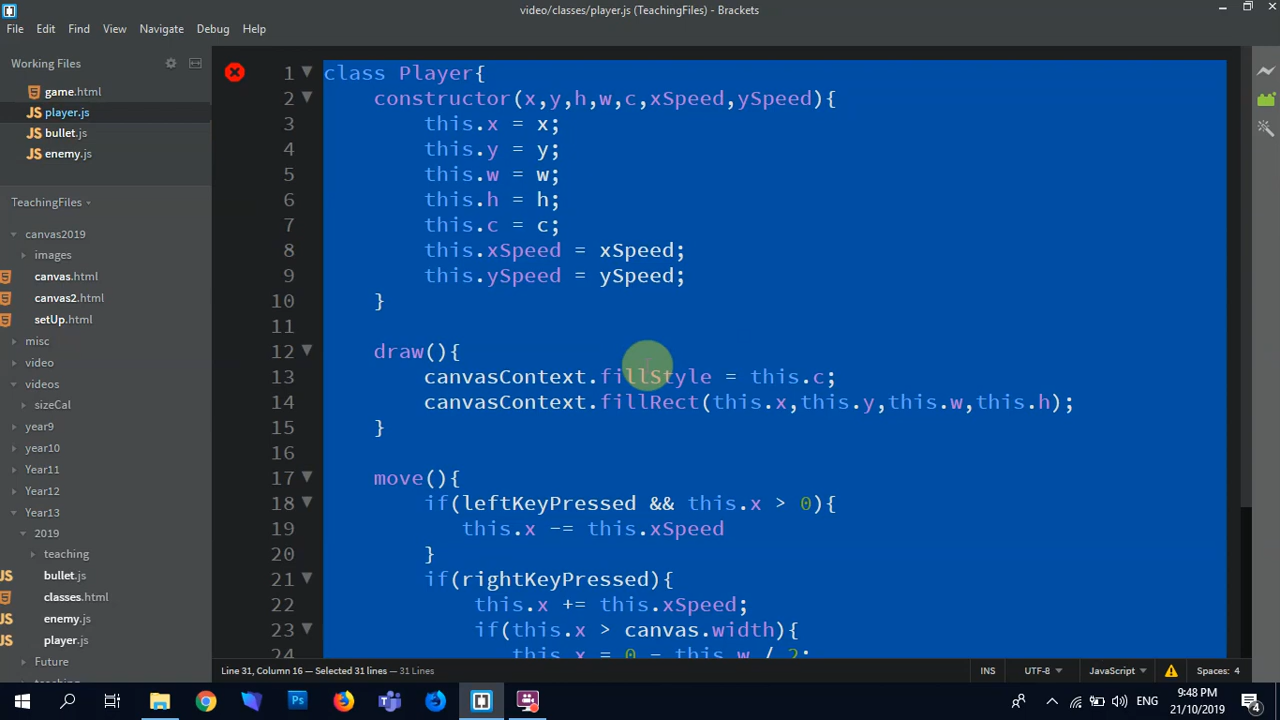 video/classes/player.js (TeachingFiles) - Brackets
File Edit Find View Navigate Debug Help
Working Files
game.html
player.js
bullet.js
enemy.js
TeachingFiles
canvas2019
images
canvas.html
canvas2.html
setUp.html
misc
video
videos
sizeCal
year9
year10
Year11
Year12
Year13
2019
teaching
bullet.js
classes.html
enemy.js
player.js
Future
1 class Player{
2 constructor(x,y,h,w,c,xSpeed,ySpeed){
3 this.x = x;
4 this.y = y;
5 this.w = w;
6 this.h = h;
7 this.c = c;
8 this.xSpeed = xSpeed;
9 this.ySpeed = ySpeed;
10 }
11
12 draw(){
13 canvasContext.fillStyle = this.c;
14 canvasContext.fillRect(this.x,this.y,this.w,this.h);
15 }
16
17 move(){
18 if(leftKeyPressed && this.x > 0){
19 this.x -= this.xSpeed
20 }
21 if(rightKeyPressed){
22 this.x += this.xSpeed;
23 if(this.x > canvas.width){
24 this.x = 0 - this.w / 2;
Line 31, Column 16 — Selected 31 lines — 31 Lines
INS UTF-8 JavaScript Spaces: 4
ENG
9:48 PM
21/10/2019
4